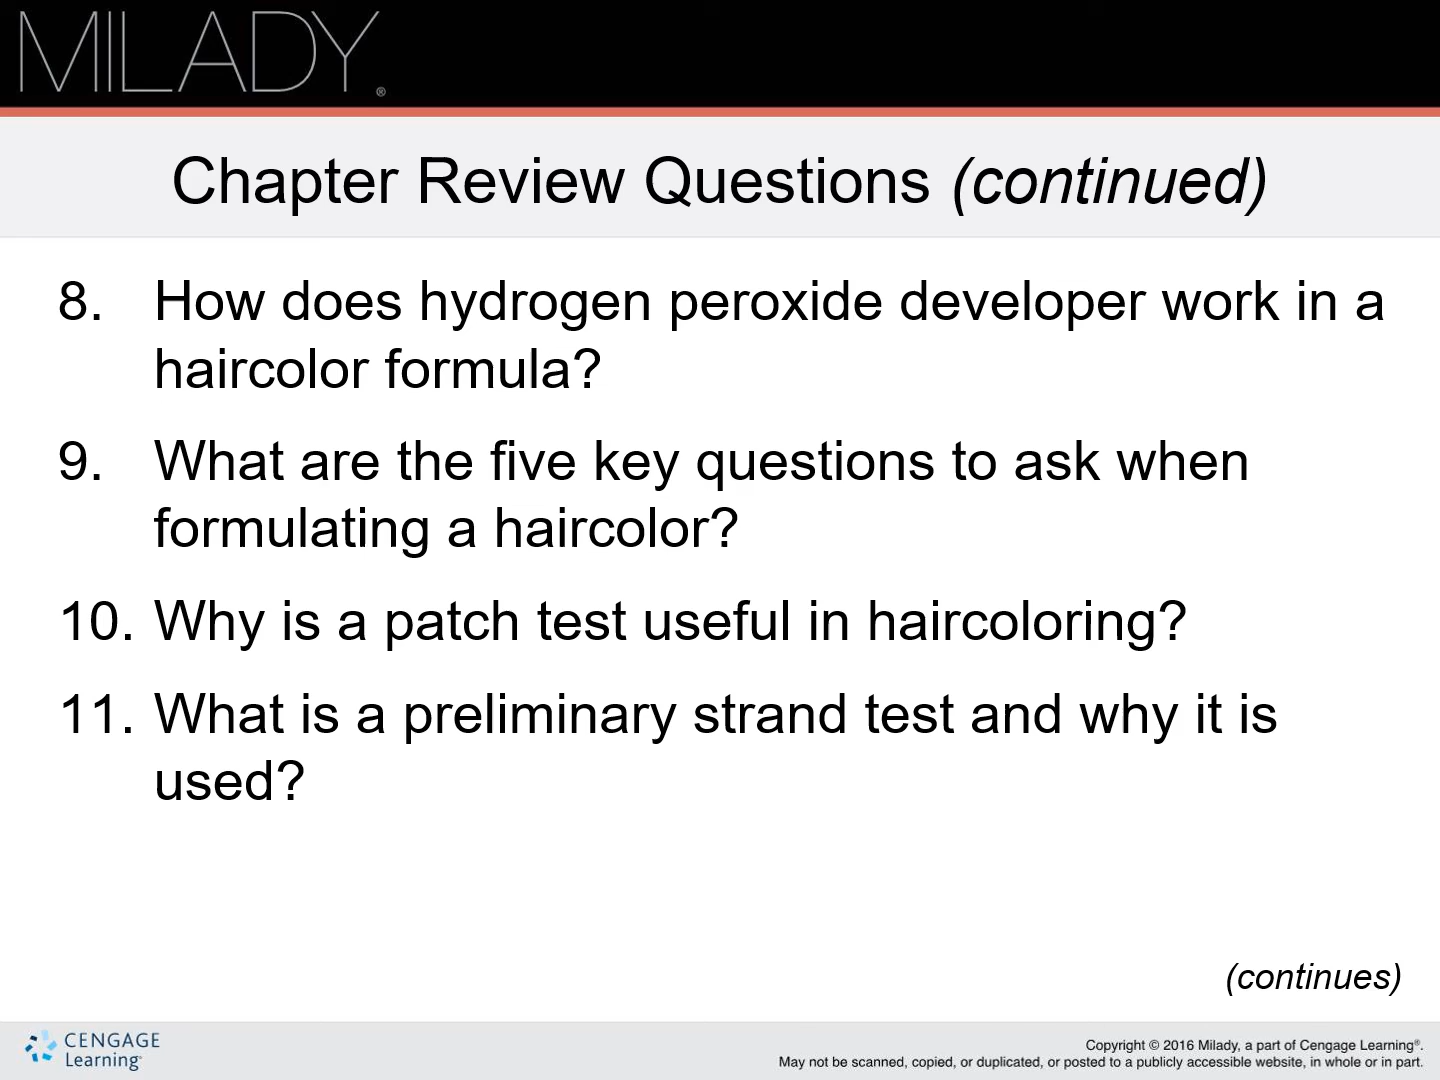 MILADY®
Chapter Review Questions (continued)
8. How does hydrogen peroxide developer work in a
haircolor formula?
9. What are the five key questions to ask when
formulating a haircolor?
10. Why is a patch test useful in haircoloring?
11. What is a preliminary strand test and why it is
used?
(continues)
CENGAGE
Learning™
Copyright © 2016 Milady, a part of Cengage Learning®.
May not be scanned, copied, or duplicated, or posted to a publicly accessible website, in whole or in part.